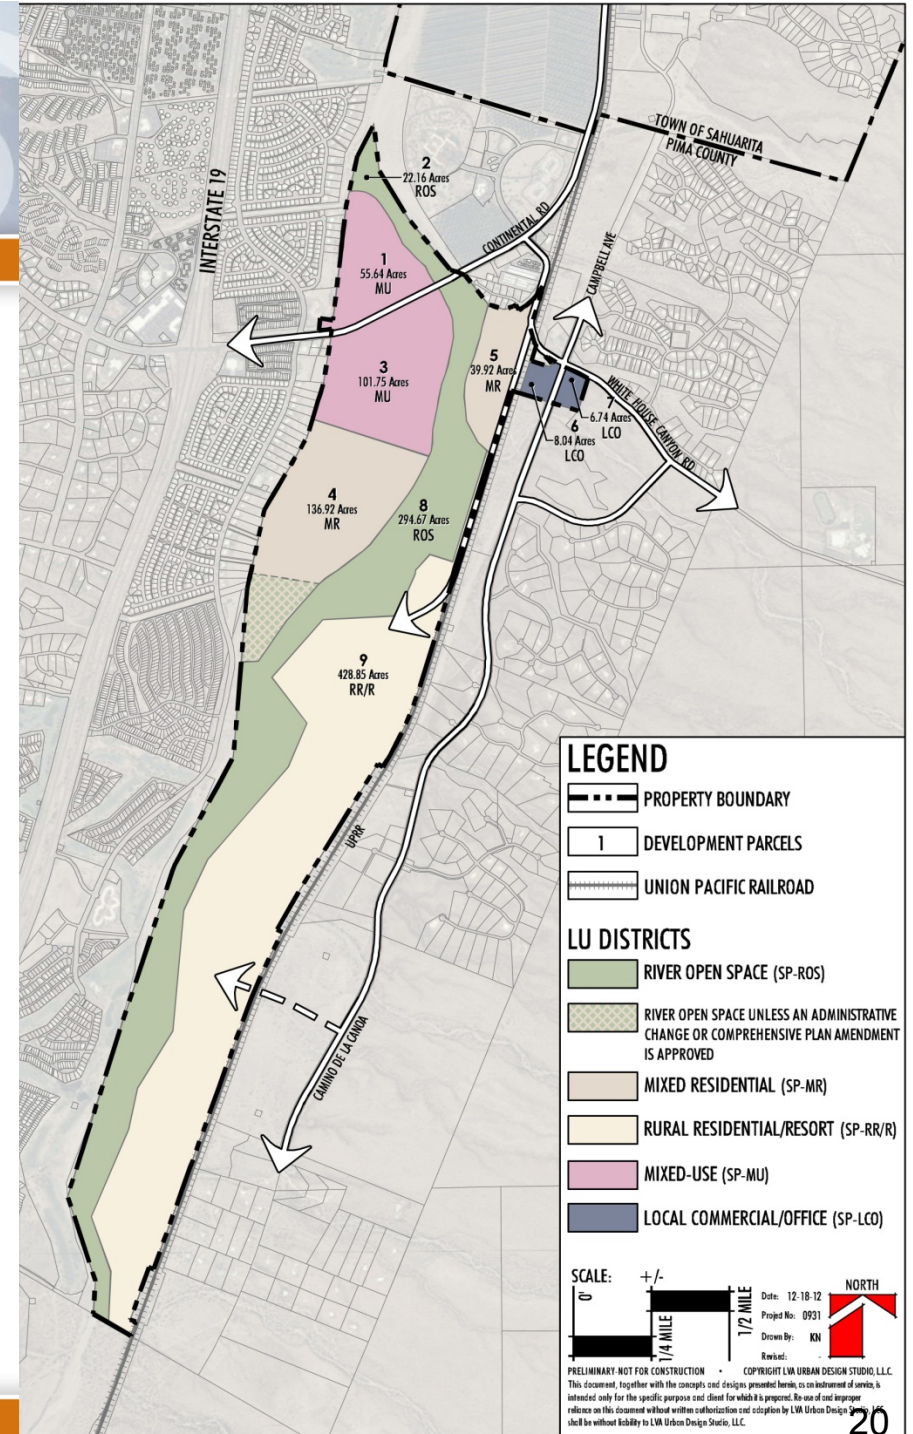 TOWN OF SAHUARITA
PIMA COUNTY
INTERSTATE 19
2
22.16 Acres
ROS
CONTINENTAL RD
CAMPBELL AVE
1
55.64 Acres
MU
3
101.75 Acres
MU
5
39.92 Acres
MR
WHITE HOUSE CANYON RD
7
6.74 Acres
LCO
6
8.04 Acres
LCO
4
136.92 Acres
MR
8
294.67 Acres
ROS
9
428.85 Acres
RR/R
UPRR
CAMINO DE LA CANOA
LEGEND
PROPERTY BOUNDARY
1 DEVELOPMENT PARCELS
UNION PACIFIC RAILROAD
LU DISTRICTS
RIVER OPEN SPACE (SP-ROS)
RIVER OPEN SPACE UNLESS AN ADMINISTRATIVE
CHANGE OR COMPREHENSIVE PLAN AMENDMENT
IS APPROVED
MIXED RESIDENTIAL (SP-MR)
RURAL RESIDENTIAL/RESORT (SP-RR/R)
MIXED-USE (SP-MU)
LOCAL COMMERCIAL/OFFICE (SP-LCO)
SCALE: +/-
0"
1/4 MILE
1/2 MILE
Date: 12-18-12
Project No: 0931
Drawn By: KN
Revised: -
NORTH
PRELIMINARY-NOT FOR CONSTRUCTION • COPYRIGHT LVA URBAN DESIGN STUDIO, L.L.C.
This document, together with the concepts and designs presented herein, as an instrument of service, is
intended only for the specific purpose and client for which it is prepared. Re-use of and improper
reliance on this document without written authorization and adaption by LVA Urban Design Studio, LLC,
shall be without liability to LVA Urban Design Studio, LLC.
20